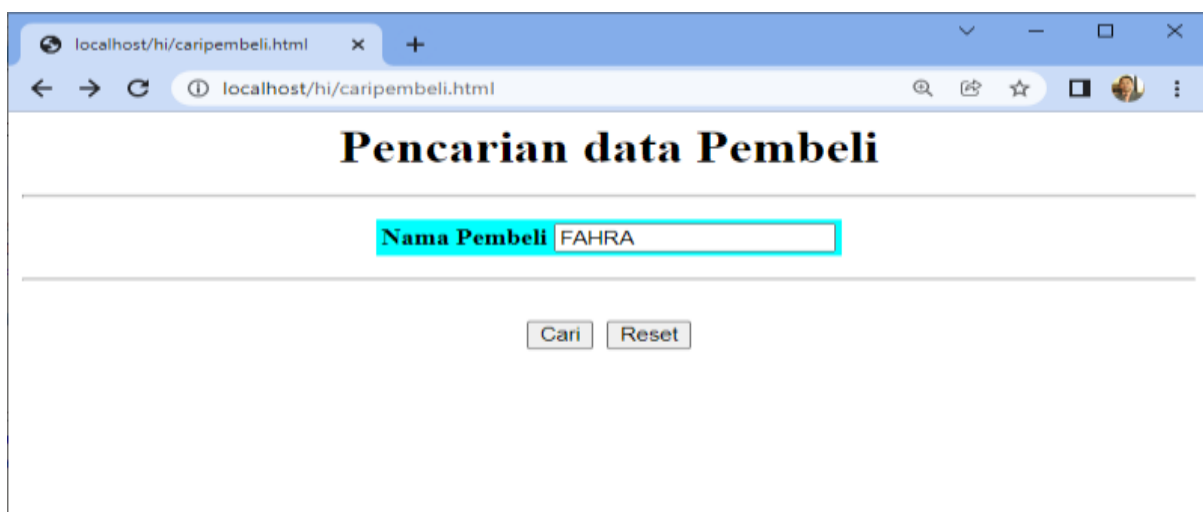 localhost/hi/caripembeli.html
localhost/hi/caripembeli.html
Pencarian data Pembeli
Nama Pembeli FAHRA
Cari Reset